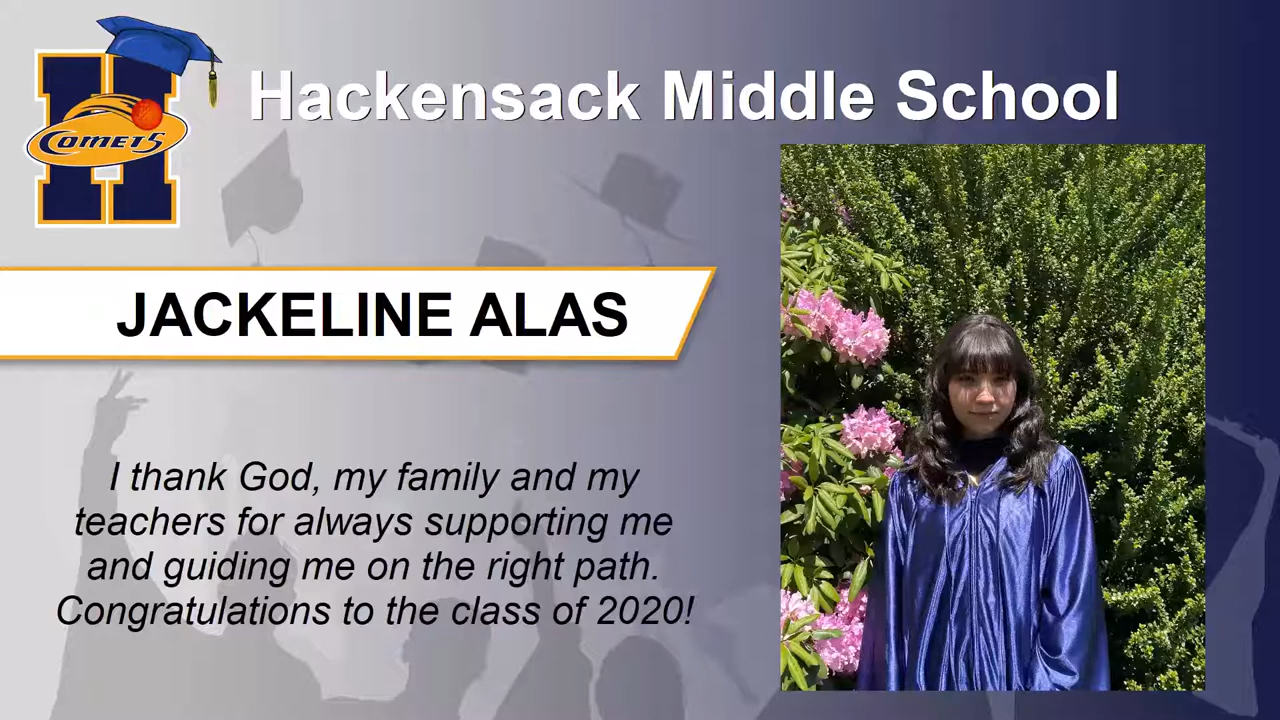 COMETS
Hackensack Middle School
JACKELINE ALAS
I thank God, my family and my
teachers for always supporting me
and guiding me on the right path.
Congratulations to the class of 2020!